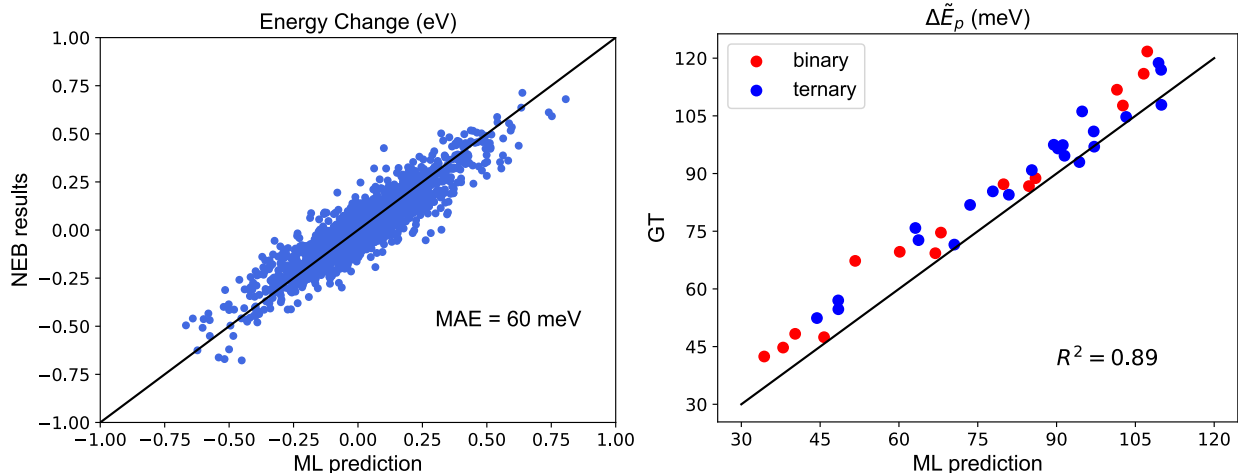 Energy Change (eV)
NEB results
1.00
0.75
0.50
0.25
0.00
−0.25
−0.50
−0.75
−1.00
MAE = 60 meV
−1.00 −0.75 −0.50 −0.25 0.00 0.25 0.50 0.75 1.00
ML prediction
ΔẼₚ (meV)
GT
120
105
90
75
60
45
30
binary
ternary
R² = 0.89
30 45 60 75 90 105 120
ML prediction